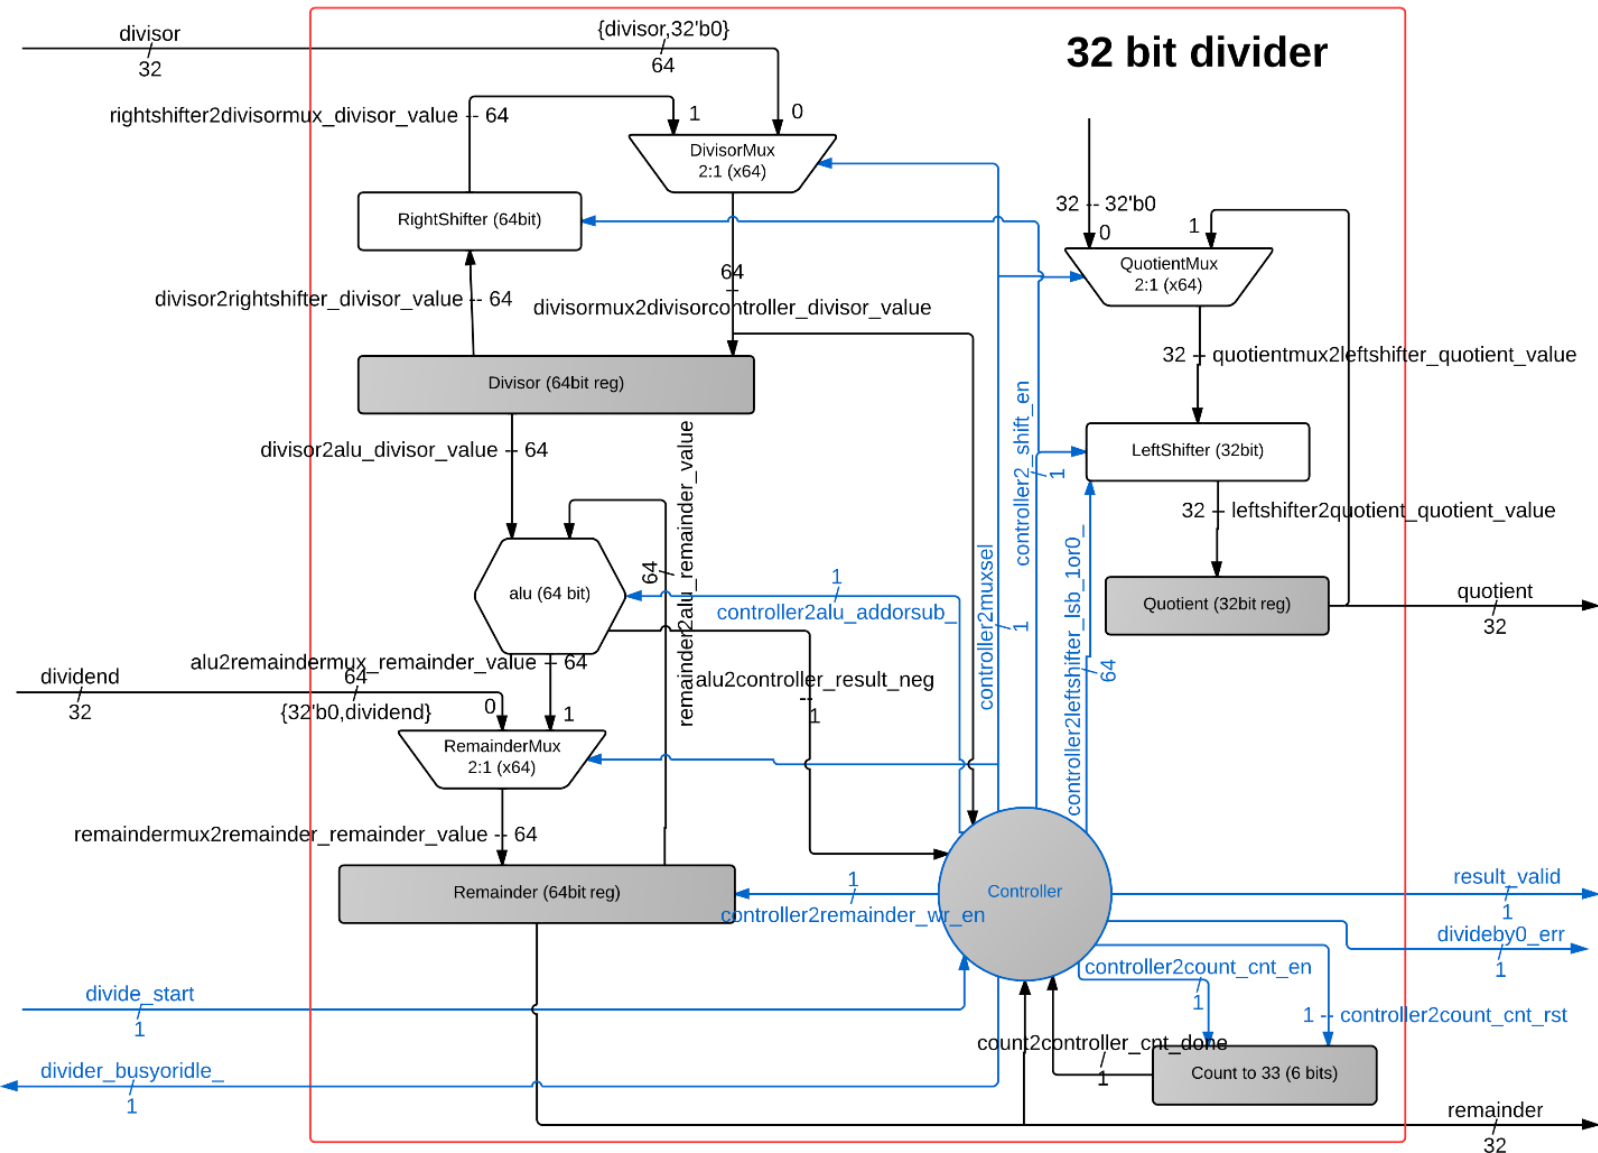 divisor
32
{divisor,32'b0}
64
32 bit divider
rightshifter2divisormux_divisor_value -- 64
1
0
DivisorMux
2:1 (x64)
RightShifter (64bit)
32 -- 32'b0
0
1
QuotientMux
2:1 (x64)
64
divisor2rightshifter_divisor_value -- 64
divisormux2divisorcontroller_divisor_value
32 -- quotientmux2leftshifter_quotient_value
Divisor (64bit reg)
controller2_shift_en
1
divisor2alu_divisor_value -- 64
LeftShifter (32bit)
32 -- leftshifter2quotient_quotient_value
remainder2alu_remainder_value
64
alu (64 bit)
1
controller2alu_addorsub_
controller2muxsel
1
controller2leftshifter_lsb_1or0_
64
Quotient (32bit reg)
quotient
32
alu2remaindermux_remainder_value -- 64
dividend
32
64
{32'b0,dividend}
0
1
alu2controller_result_neg
--
1
RemainderMux
2:1 (x64)
remaindermux2remainder_remainder_value -- 64
Remainder (64bit reg)
1
controller2remainder_wr_en
Controller
result_valid
1
divideby0_err
1
controller2count_cnt_en
1
1 -- controller2count_cnt_rst
divide_start
1
count2controller_cnt_done
1
Count to 33 (6 bits)
divider_busyoridle_
1
remainder
32